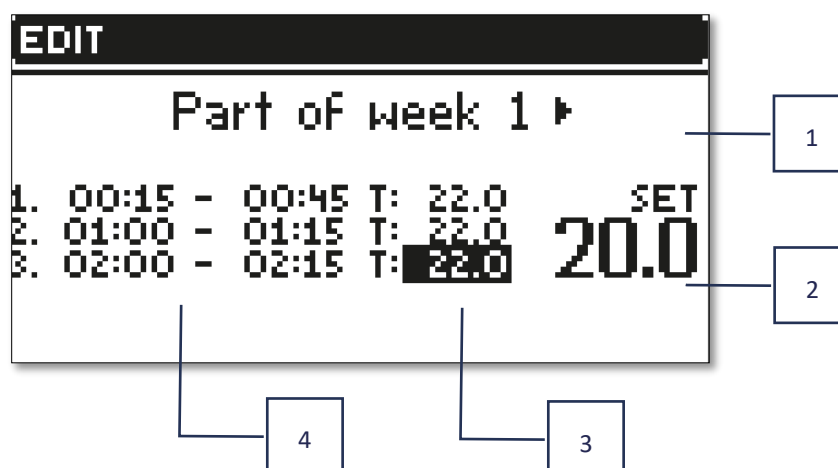 EDIT
Part of week 1
1. 00:15 - 00:45 T: 22.0
2. 01:00 - 01:15 T: 22.0
3. 02:00 - 02:15 T: 22.0
SET
20.0
1
2
3
4